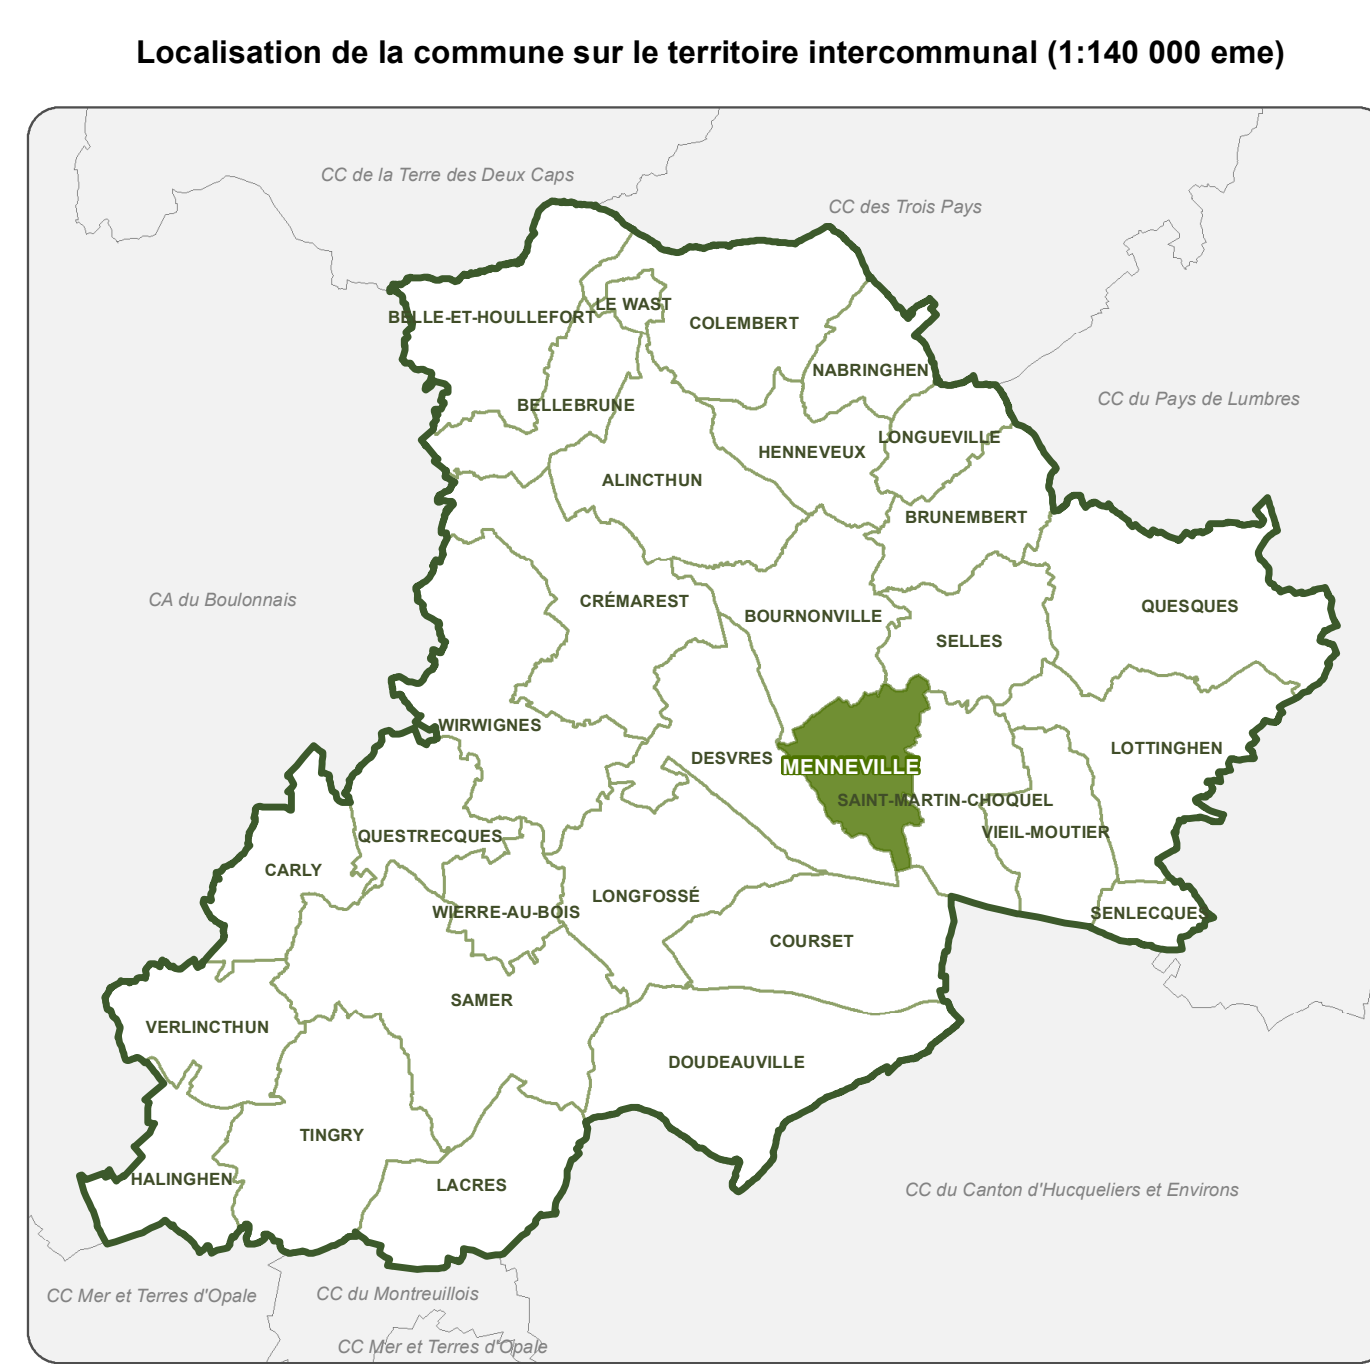 Localisation de la commune sur le territoire intercommunal (1:140 000 eme)
CC de la Terre des Deux Caps
CC des Trois Pays
LE WAST
BELLE-ET-HOULLEFORT
COLEMBERT
NABRINGHEN
CC du Pays de Lumbres
BELLEBRUNE
LONGUEVILLE
HENNEVEUX
ALINCTHUN
BRUNEMBERT
CA du Boulonnais
CRÉMAREST
QUESQUES
BOURNONVILLE
SELLES
WIRWIGNES
LOTTINGHEN
DESVRES
MENNEVILLE
SAINT-MARTIN-CHOQUEL
VIEIL-MOUTIER
QUESTRECQUES
CARLY
LONGFOSSÉ
WIERRE-AU-BOIS
SENLECQUES
COURSET
SAMER
VERLINCTHUN
DOUDEAUVILLE
TINGRY
HALINGHEN
LACRES
CC du Canton d'Hucqueliers et Environs
CC Mer et Terres d'Opale
CC du Montreuillois
CC Mer et Terres d'Opale